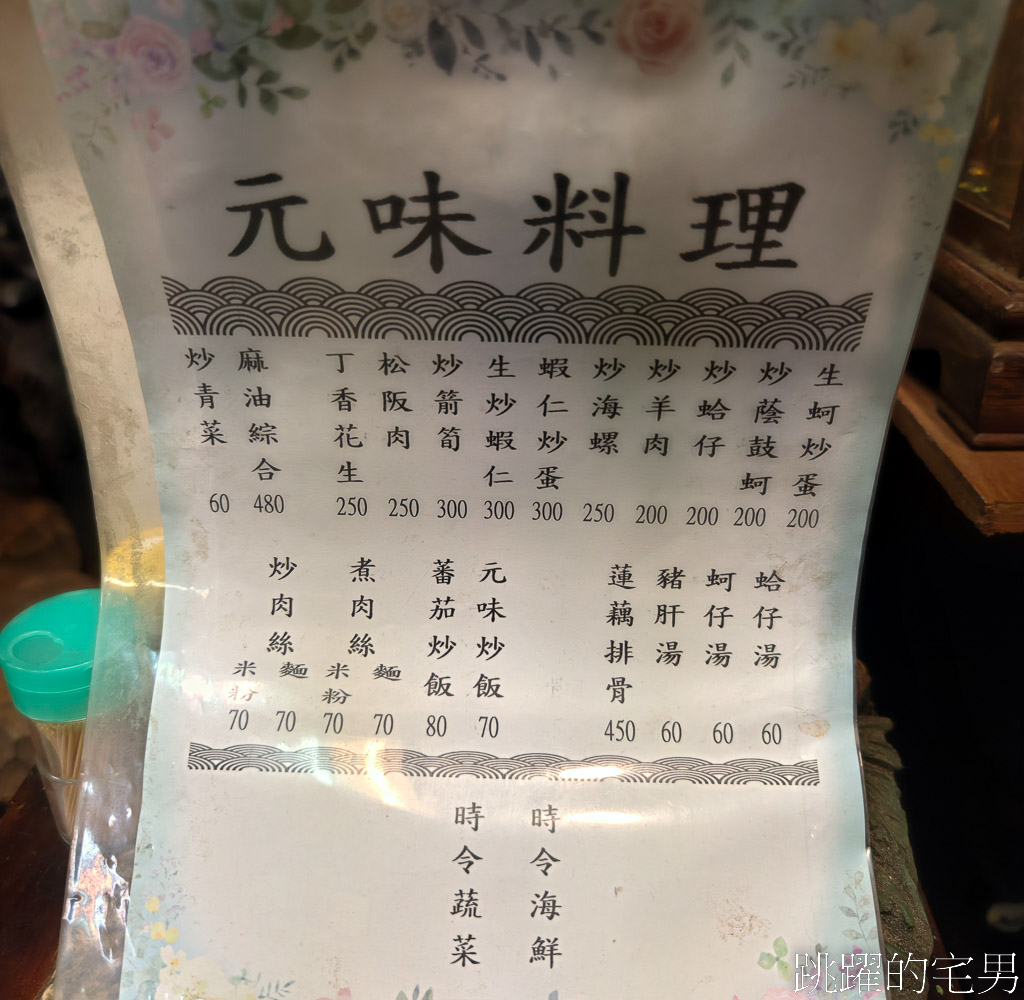 元味料理
生蚵炒蛋 200
炒蔭鼓蚵 200
炒蛤仔 200
炒羊肉 200
炒海螺 250
蝦仁炒蛋 300
生炒蝦仁 300
炒箭筍 300
松阪肉 250
丁香花生 250
麻油綜合 480
炒青菜 60
蛤仔湯 60
蚵仔湯 60
豬肝湯 60
蓮藕排骨 450
元味炒飯 70
蕃茄炒飯 80
煮肉絲
麵 70
米粉 70
炒肉絲
麵 70
米粉 70
時令海鮮
時令蔬菜
跳躍的宅男